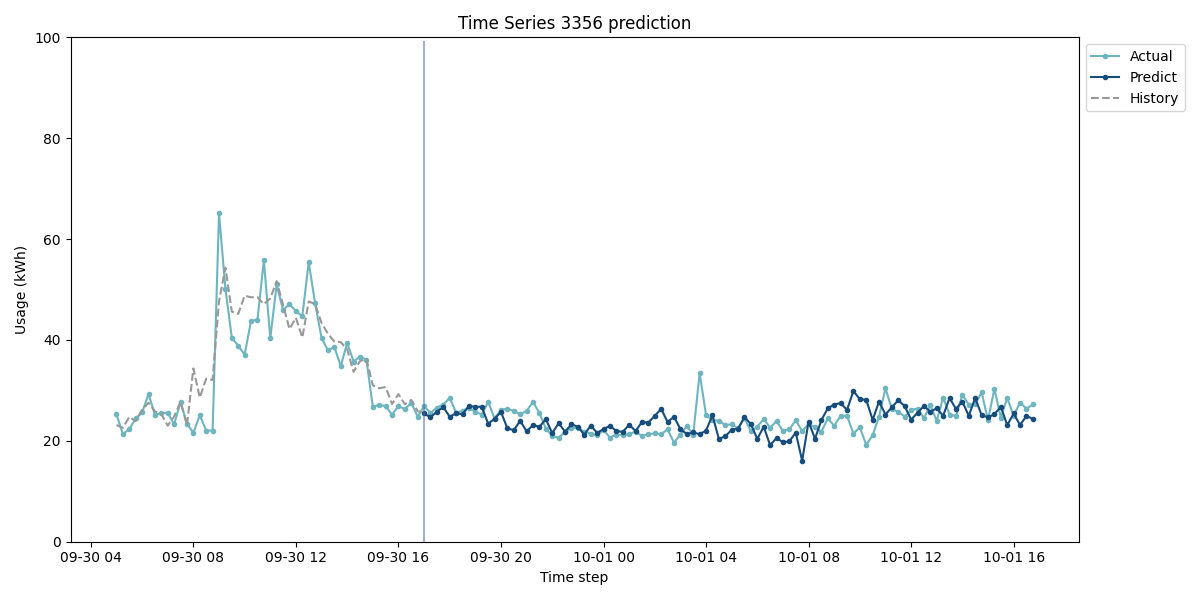 Time Series 3356 prediction
Usage (kWh)
100
80
60
40
20
0
09-30 04
09-30 08
09-30 12
09-30 16
09-30 20
10-01 00
10-01 04
10-01 08
10-01 12
10-01 16
Time step
Actual
Predict
History